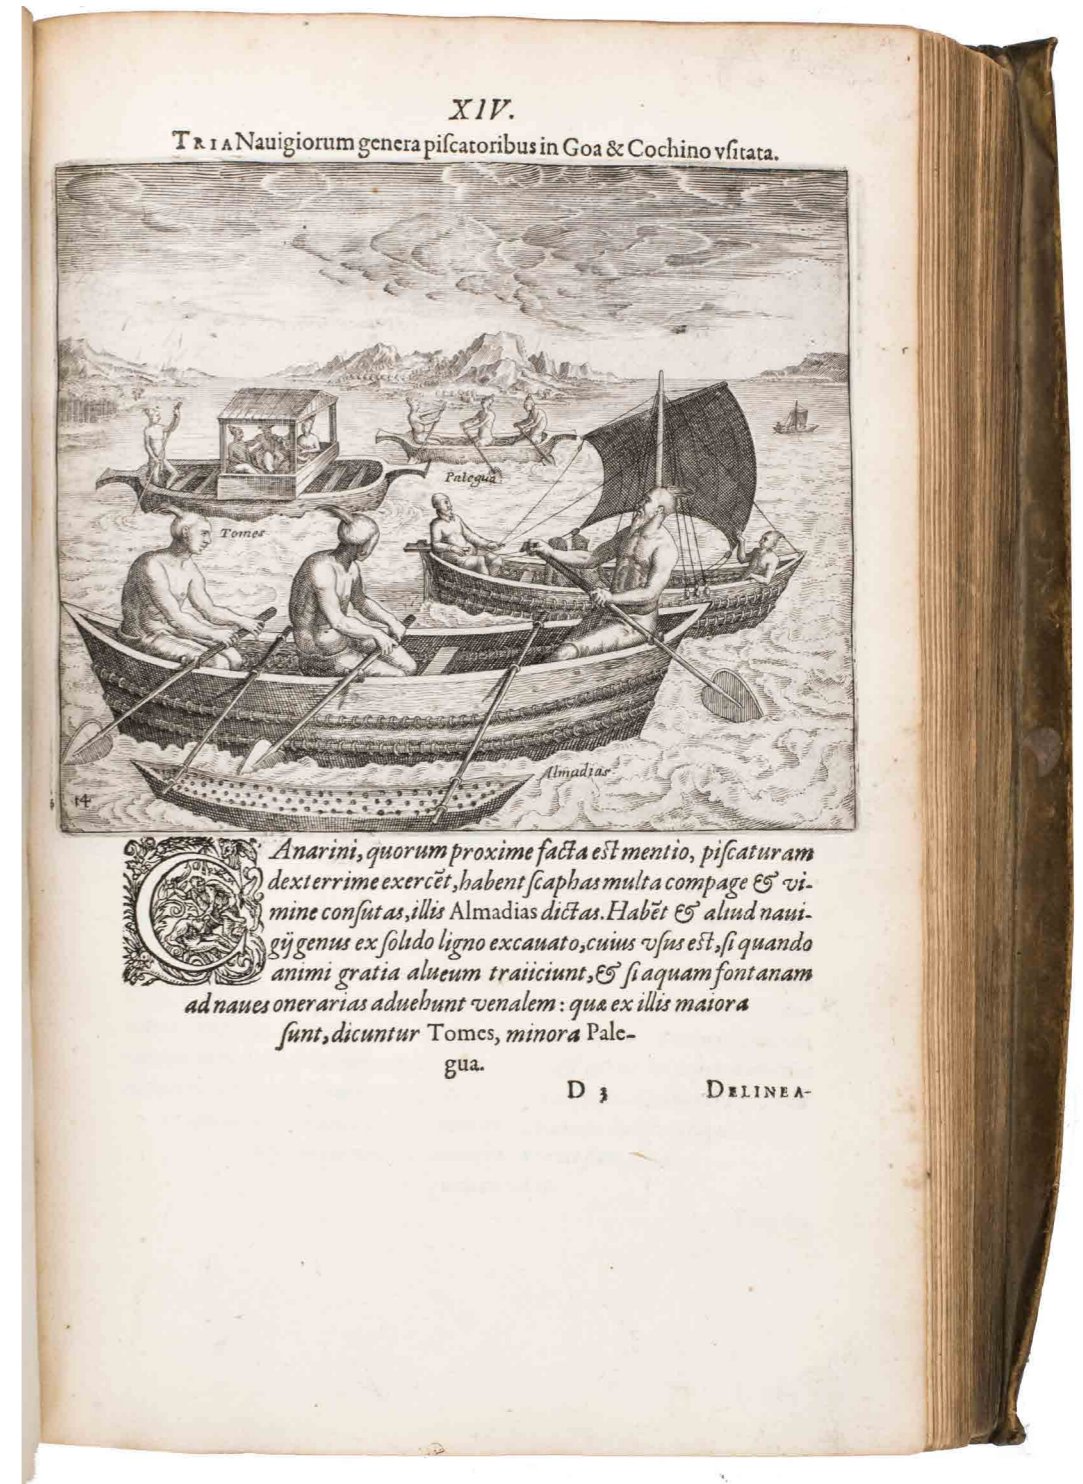 XIV.
TRIA Nauigiorum genera piſcatoribus in Goa & Cochino vſitata.
Palegua
Tomes
Almadias
14
CAnarini, quorum proxime facta est mentio, piſcaturam
dexterrime exercẽt, habent ſcaphas multa compage & vi-
mine conſutas, illis Almadias dictas. Habẽt & aliud naui-
gij genus ex ſolido ligno excauato, cuius vſus est, ſi quando
animi gratia alueum traiiciunt, & ſi aquam fontanam
ad naues onerarias aduehunt venalem: quæ ex illis maiora
ſunt, dicuntur Tomes, minora Pale-
gua.
D 3 DELINEA-